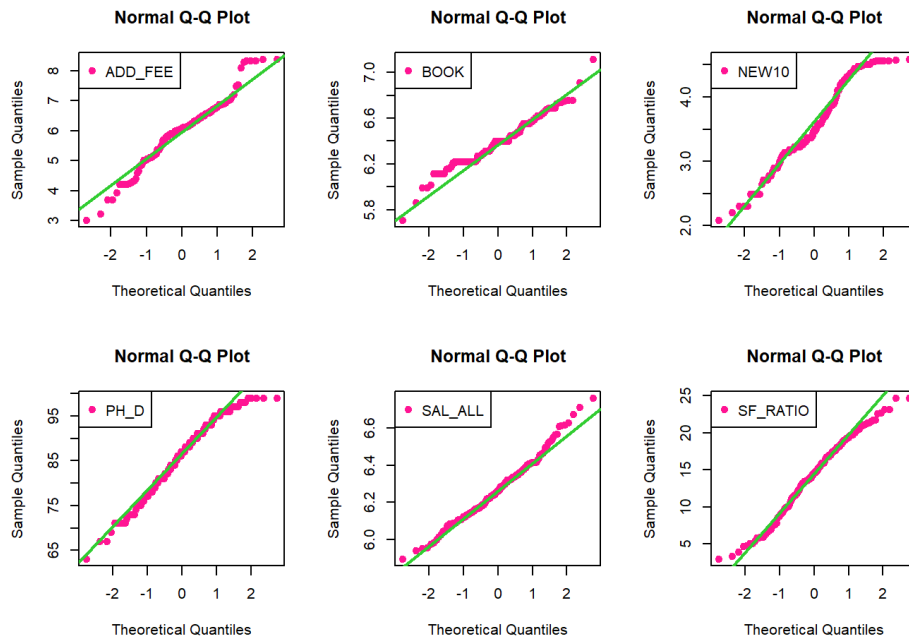 Normal Q-Q Plot
Sample Quantiles
3 4 5 6 7 8
ADD_FEE
-2 -1 0 1 2
Theoretical Quantiles
Normal Q-Q Plot
Sample Quantiles
5.8 6.2 6.6 7.0
BOOK
-2 -1 0 1 2
Theoretical Quantiles
Normal Q-Q Plot
Sample Quantiles
2.0 3.0 4.0
NEW10
-2 -1 0 1 2
Theoretical Quantiles
Normal Q-Q Plot
Sample Quantiles
65 75 85 95
PH_D
-2 -1 0 1 2
Theoretical Quantiles
Normal Q-Q Plot
Sample Quantiles
6.0 6.2 6.4 6.6
SAL_ALL
-2 -1 0 1 2
Theoretical Quantiles
Normal Q-Q Plot
Sample Quantiles
5 10 15 20 25
SF_RATIO
-2 -1 0 1 2
Theoretical Quantiles